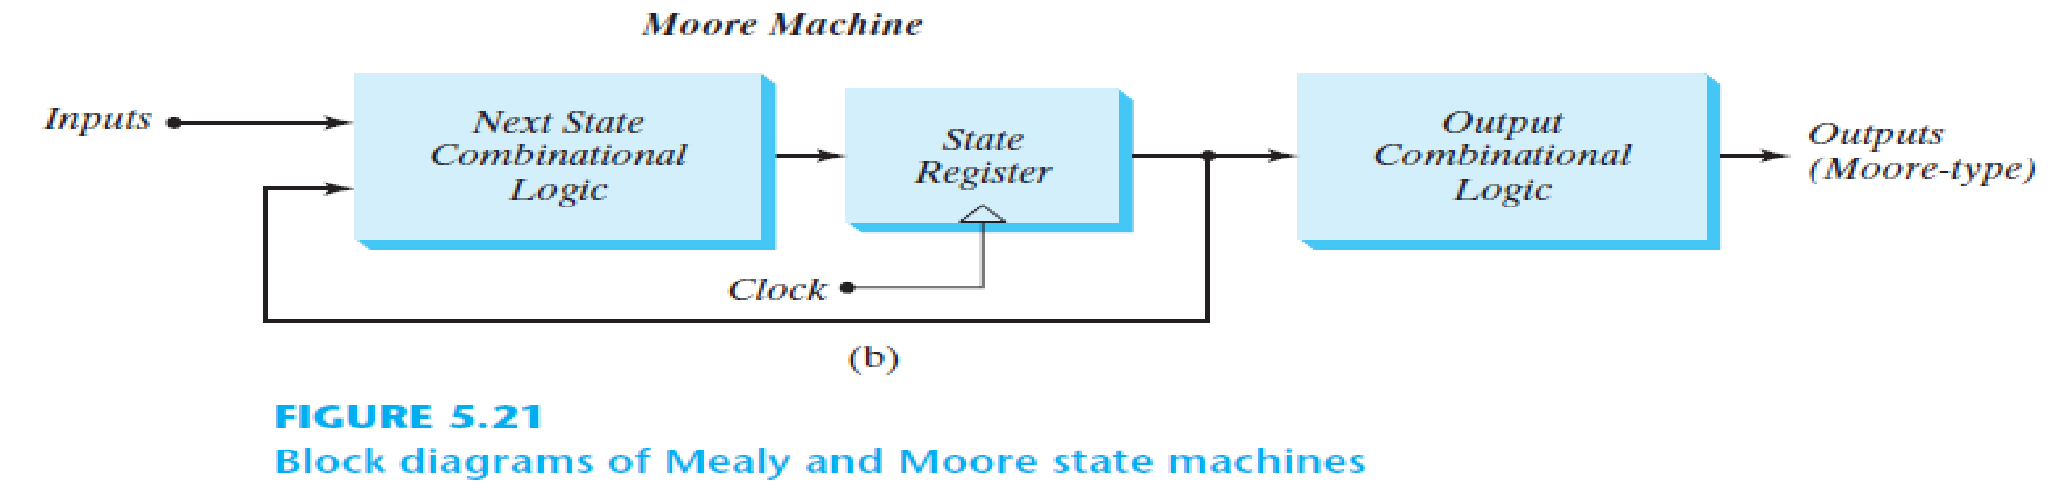 Moore Machine
Inputs
Next State
Combinational
Logic
State
Register
Output
Combinational
Logic
Outputs
(Moore-type)
Clock
(b)
FIGURE 5.21
Block diagrams of Mealy and Moore state machines